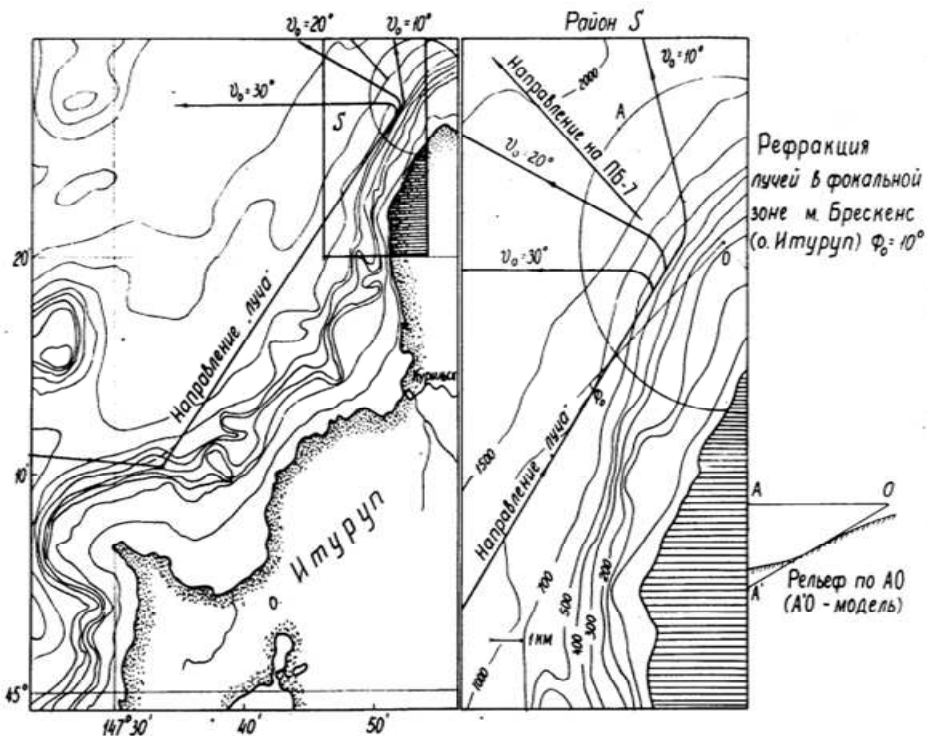 υ₀=20°
υ₀=10°
υ₀=30°
S
20'
Направление „луча"
Курильск
10'
Итуруп
45°
147°30'
40'
50'
Район S
2000
υ₀=10°
Направление на ПБ-7
A
υ₀=20°
υ₀=30°
O
φ₀
1500
Направление „луча"
700
500
400
300
200
1 км
1000
Рефракция
лучей в фокальной
зоне м. Брескенс
(о. Итуруп) φ₀=10°
A
O
A'
Рельеф по АО
(A'O - модель)